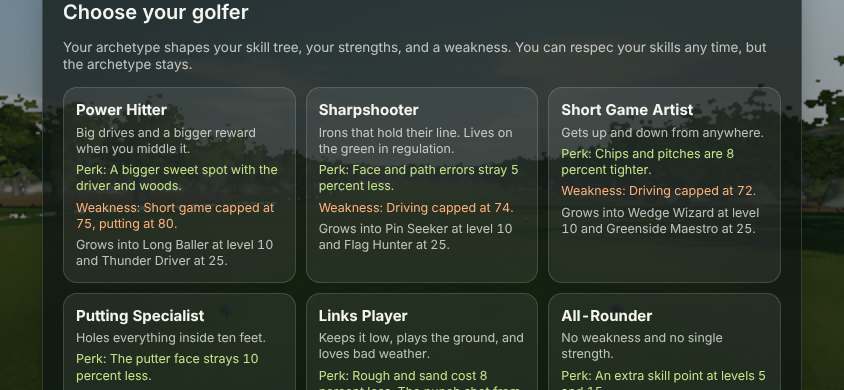 Choose your golfer
Your archetype shapes your skill tree, your strengths, and a weakness. You can respec your skills any time, but
the archetype stays.
Power Hitter
Big drives and a bigger reward
when you middle it.
Perk: A bigger sweet spot with the
driver and woods.
Weakness: Short game capped at
75, putting at 80.
Grows into Long Baller at level 10
and Thunder Driver at 25.
Sharpshooter
Irons that hold their line. Lives on
the green in regulation.
Perk: Face and path errors stray 5
percent less.
Weakness: Driving capped at 74.
Grows into Pin Seeker at level 10
and Flag Hunter at 25.
Short Game Artist
Gets up and down from anywhere.
Perk: Chips and pitches are 8
percent tighter.
Weakness: Driving capped at 72.
Grows into Wedge Wizard at level
10 and Greenside Maestro at 25.
Putting Specialist
Holes everything inside ten feet.
Perk: The putter face strays 10
percent less.
Links Player
Keeps it low, plays the ground, and
loves bad weather.
Perk: Rough and sand cost 8
percent less. The punch shot from
All-Rounder
No weakness and no single
strength.
Perk: An extra skill point at levels 5
and 15.